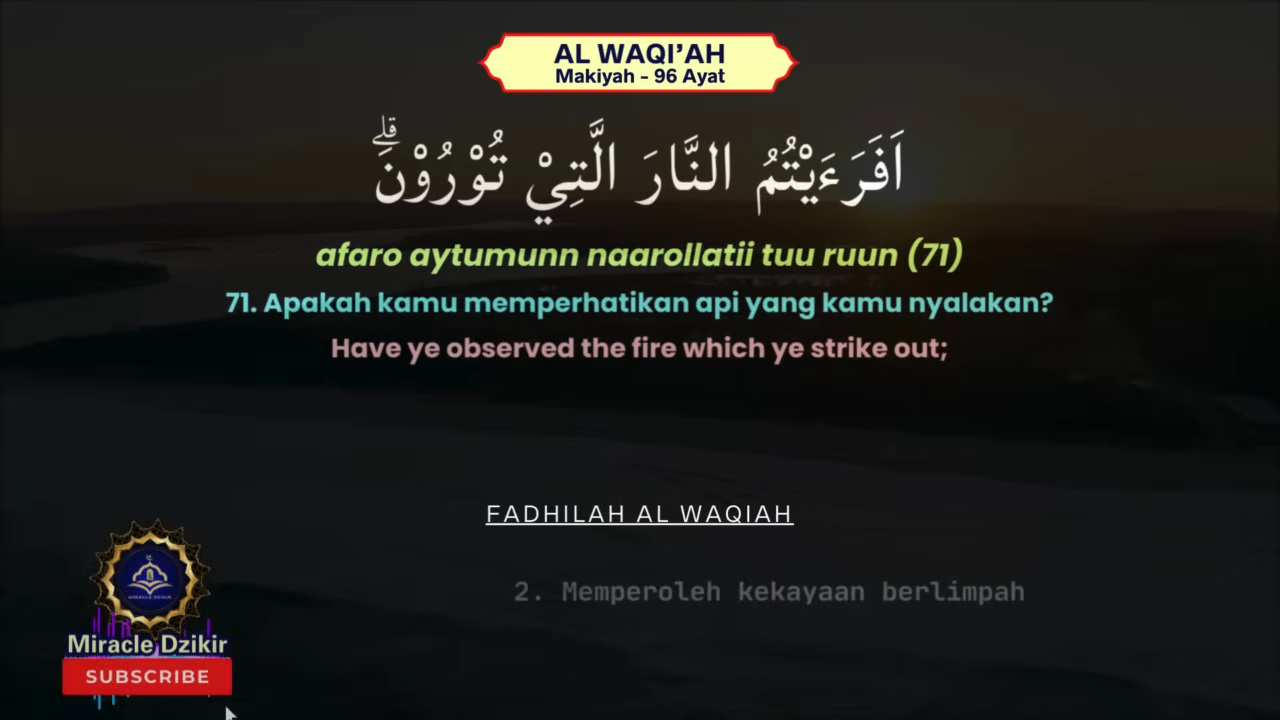 AL WAQI'AH
Makiyah - 96 Ayat
اَفَرَءَيْتُمُ النَّارَ الَّتِيْ تُوْرُوْنَۗ
afaro aytumunn naarollatii tuu ruun (71)
71. Apakah kamu memperhatikan api yang kamu nyalakan?
Have ye observed the fire which ye strike out;
FADHILAH AL WAQIAH
2. Memperoleh kekayaan berlimpah
MIRACLE DZIKIR
Miracle Dzikir
SUBSCRIBE